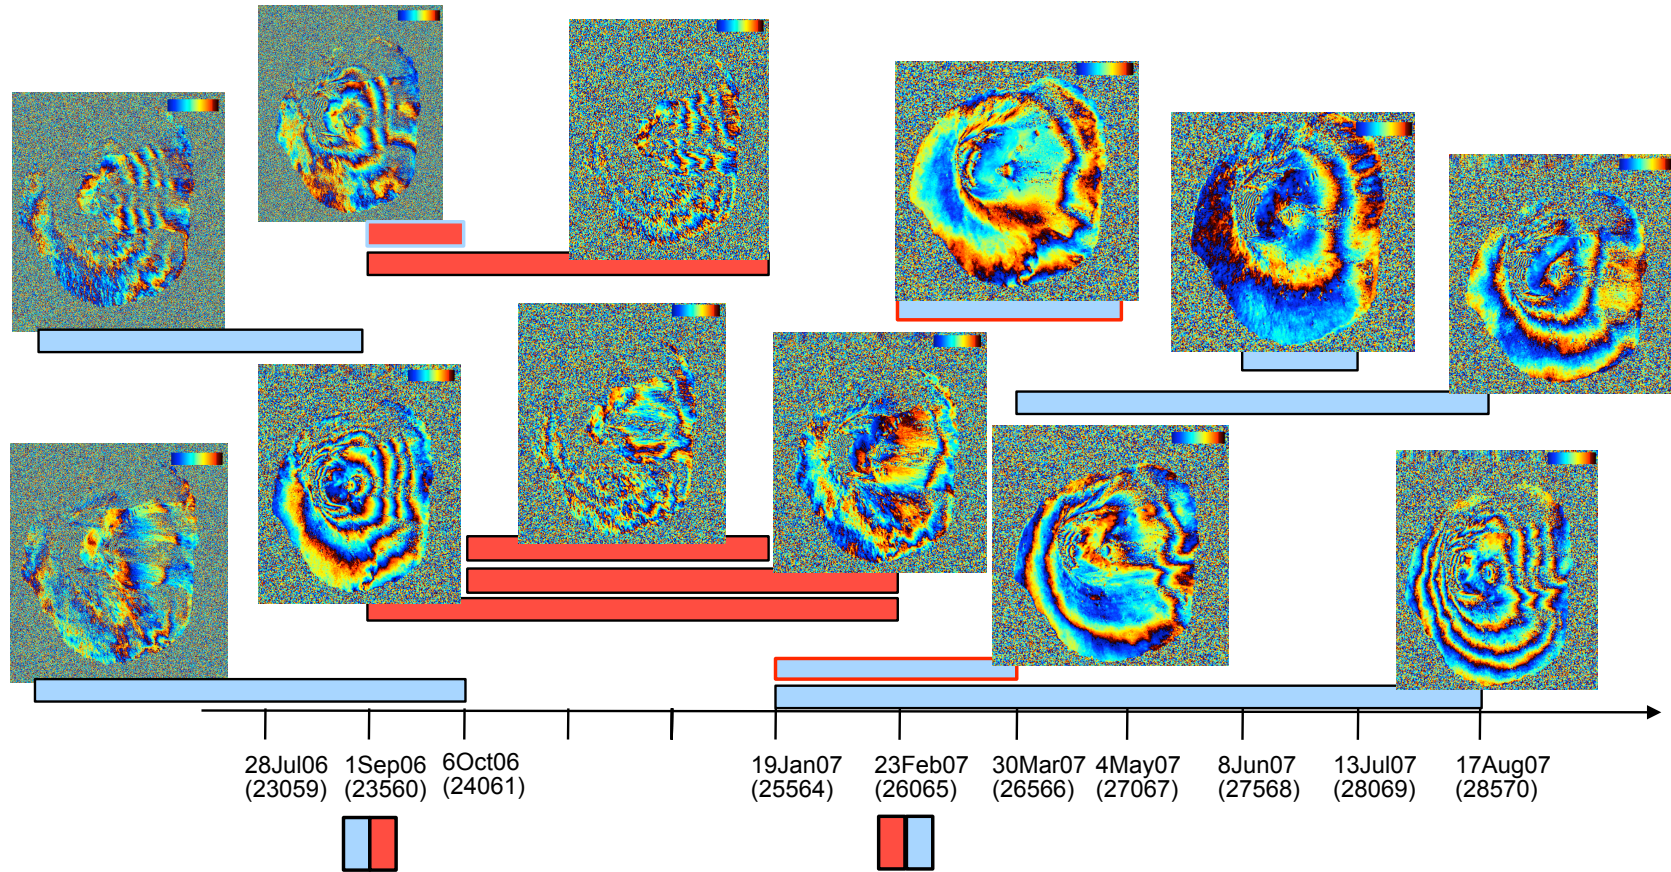 28Jul06 1Sep06 6Oct06 19Jan07 23Feb07 30Mar07 4May07 8Jun07 13Jul07 17Aug07
(23059) (23560) (24061) (25564) (26065) (26566) (27067) (27568) (28069) (28570)